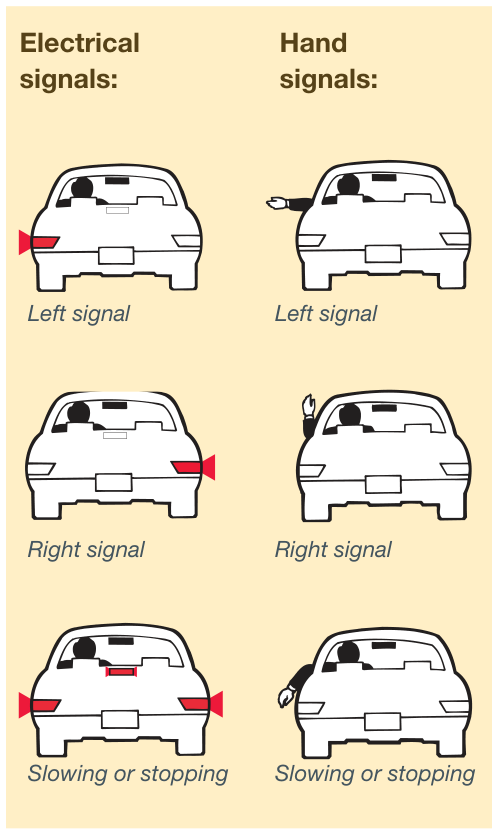 Electrical
signals:
Hand
signals:
Left signal
Left signal
Right signal
Right signal
Slowing or stopping
Slowing or stopping